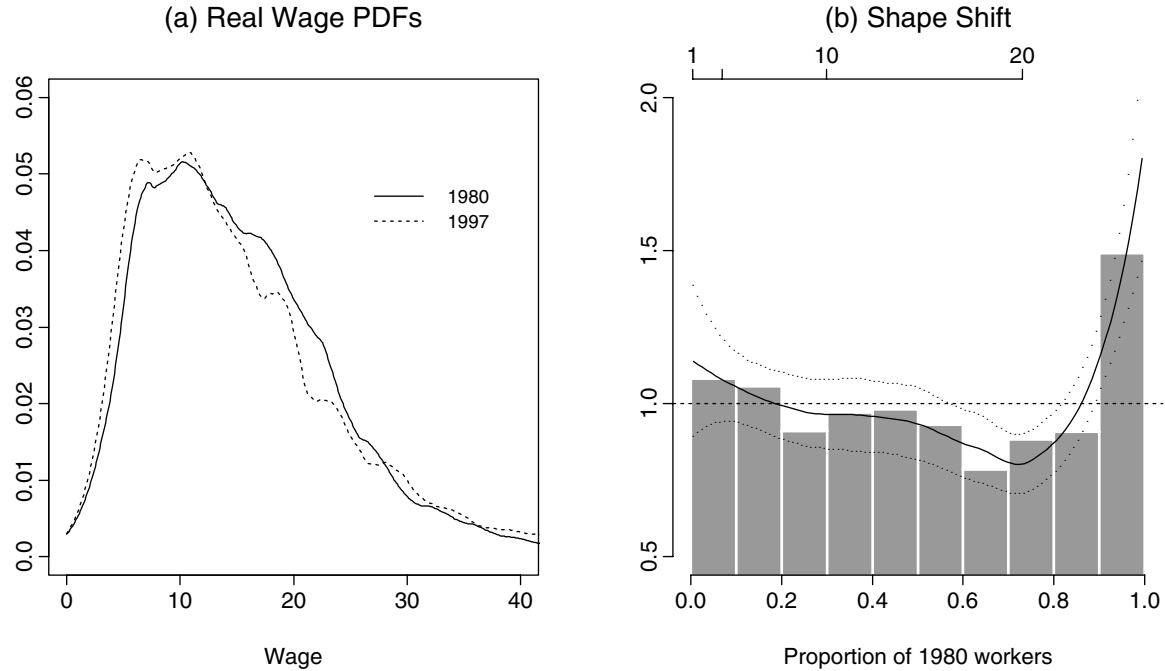 (a) Real Wage PDFs
0.06
0.05
0.04
0.03
0.02
0.01
0.0
1980
1997
0 10 20 30 40
Wage
(b) Shape Shift
1 10 20
2.0
1.5
1.0
0.5
0.0 0.2 0.4 0.6 0.8 1.0
Proportion of 1980 workers